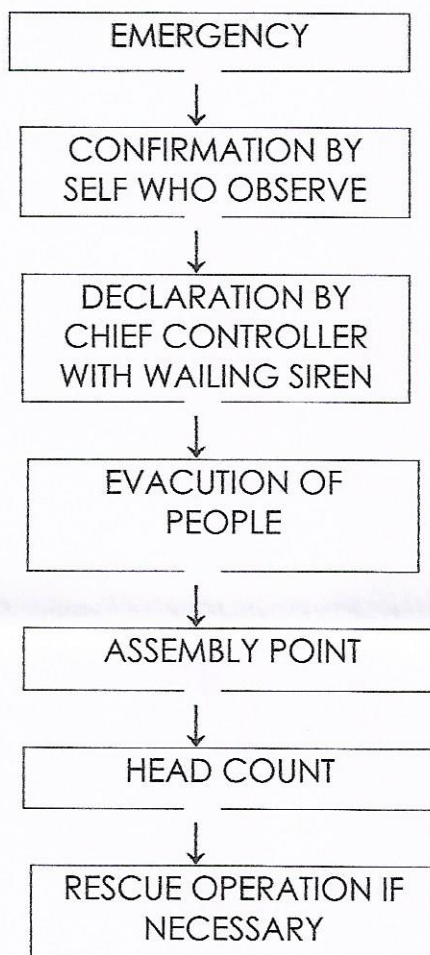 EMERGENCY
CONFIRMATION BY
SELF WHO OBSERVE
DECLARATION BY
CHIEF CONTROLLER
WITH WAILING SIREN
EVACUTION OF
PEOPLE
ASSEMBLY POINT
HEAD COUNT
RESCUE OPERATION IF
NECESSARY